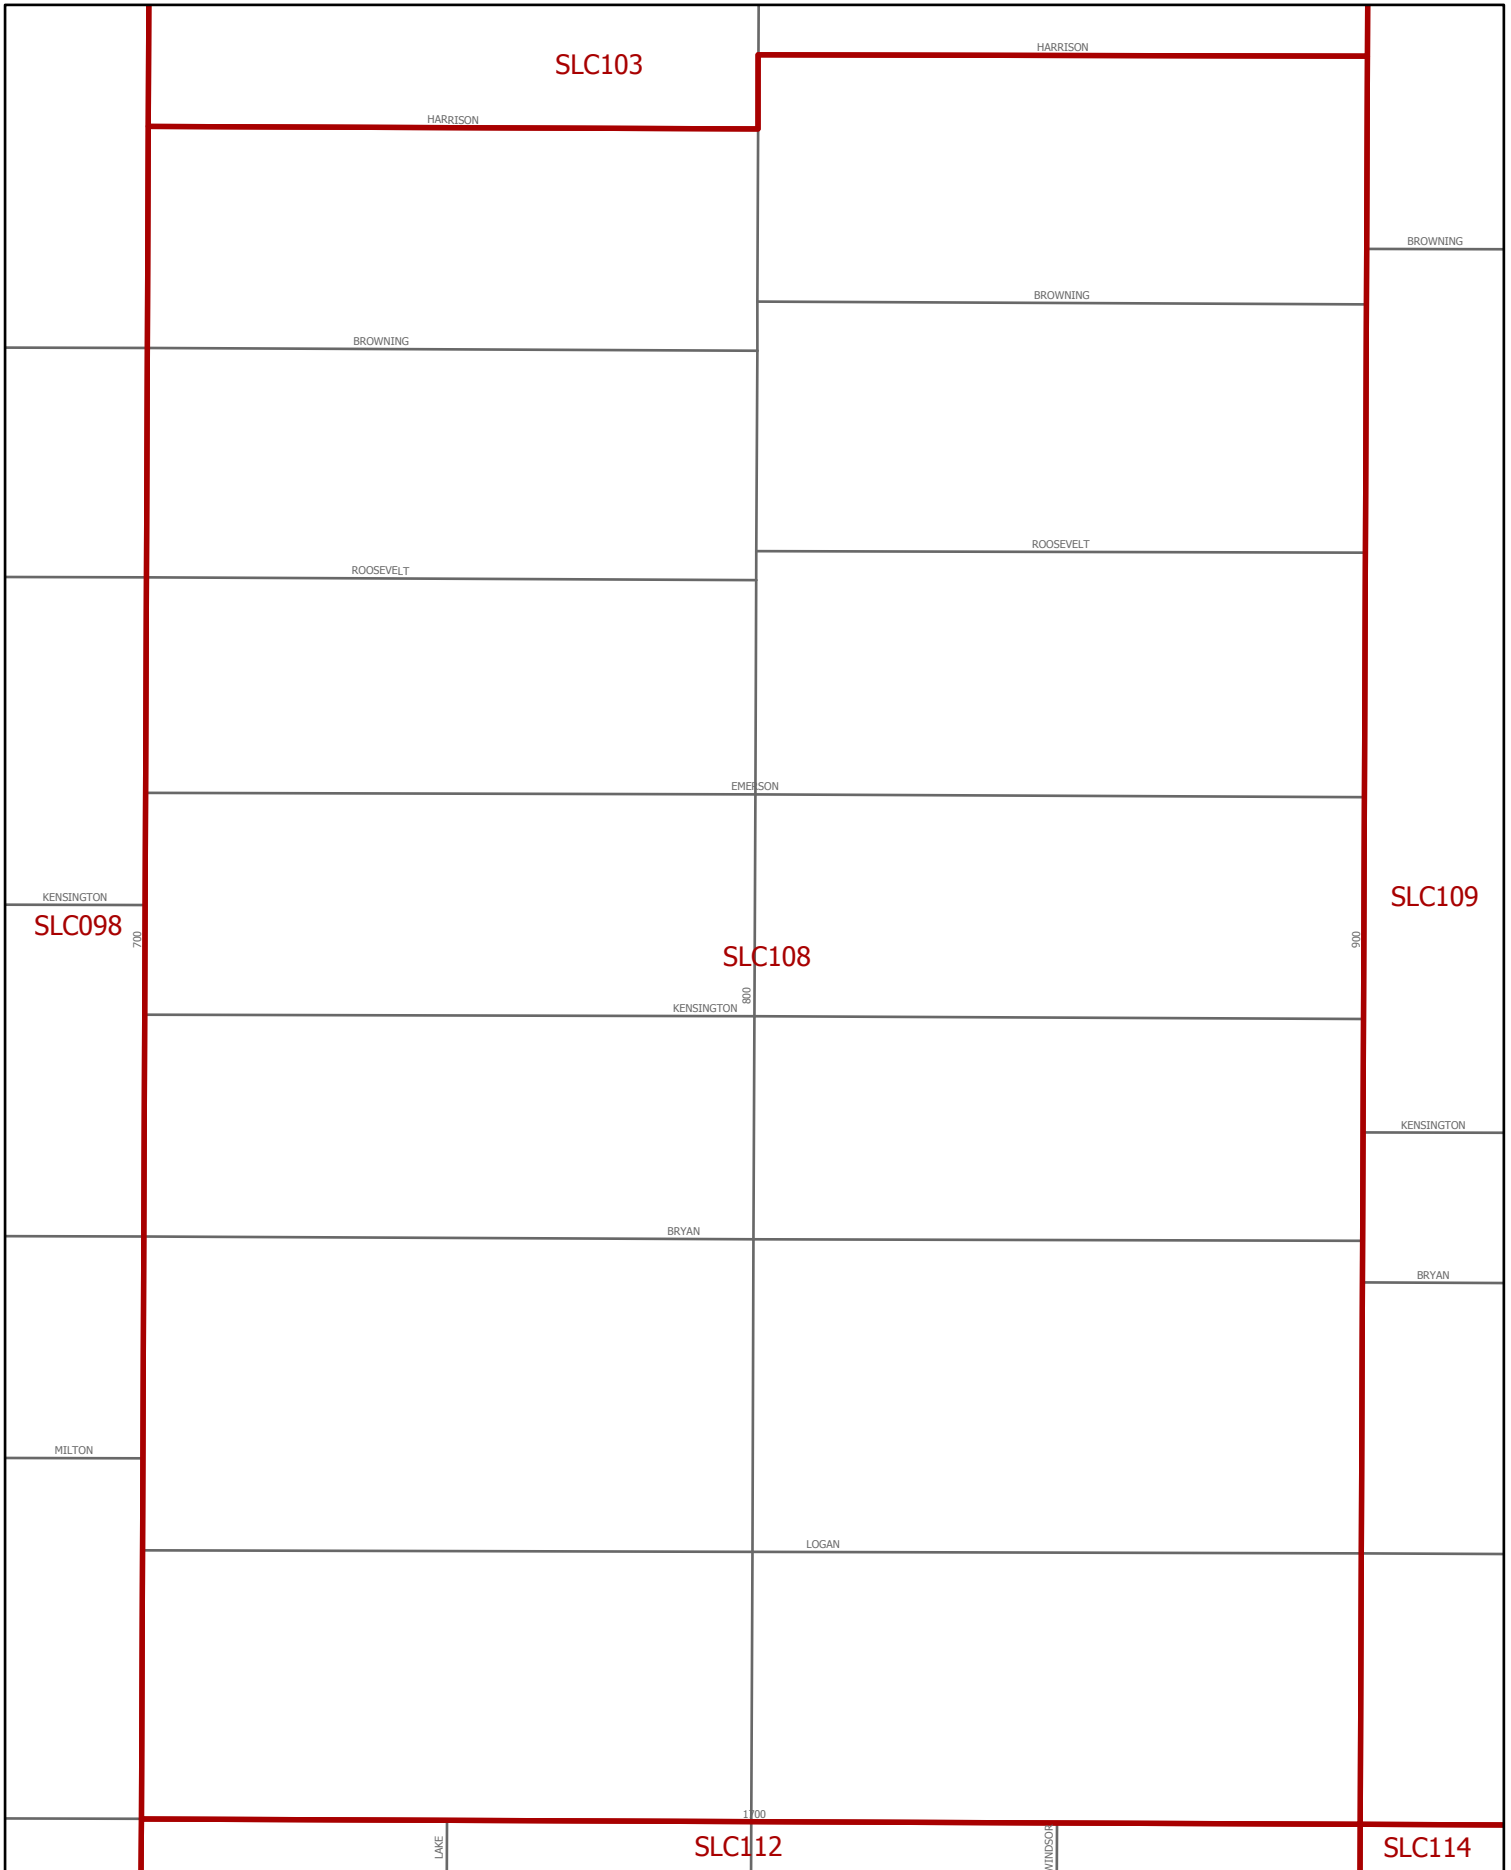 HARRISON
SLC103
HARRISON
BROWNING
BROWNING
BROWNING
ROOSEVELT
ROOSEVELT
EMERSON
KENSINGTON
SLC109
SLC098
700
900
SLC108
800
KENSINGTON
KENSINGTON
BRYAN
BRYAN
MILTON
LOGAN
1700
LAKE
SLC112
WINDSOR
SLC114